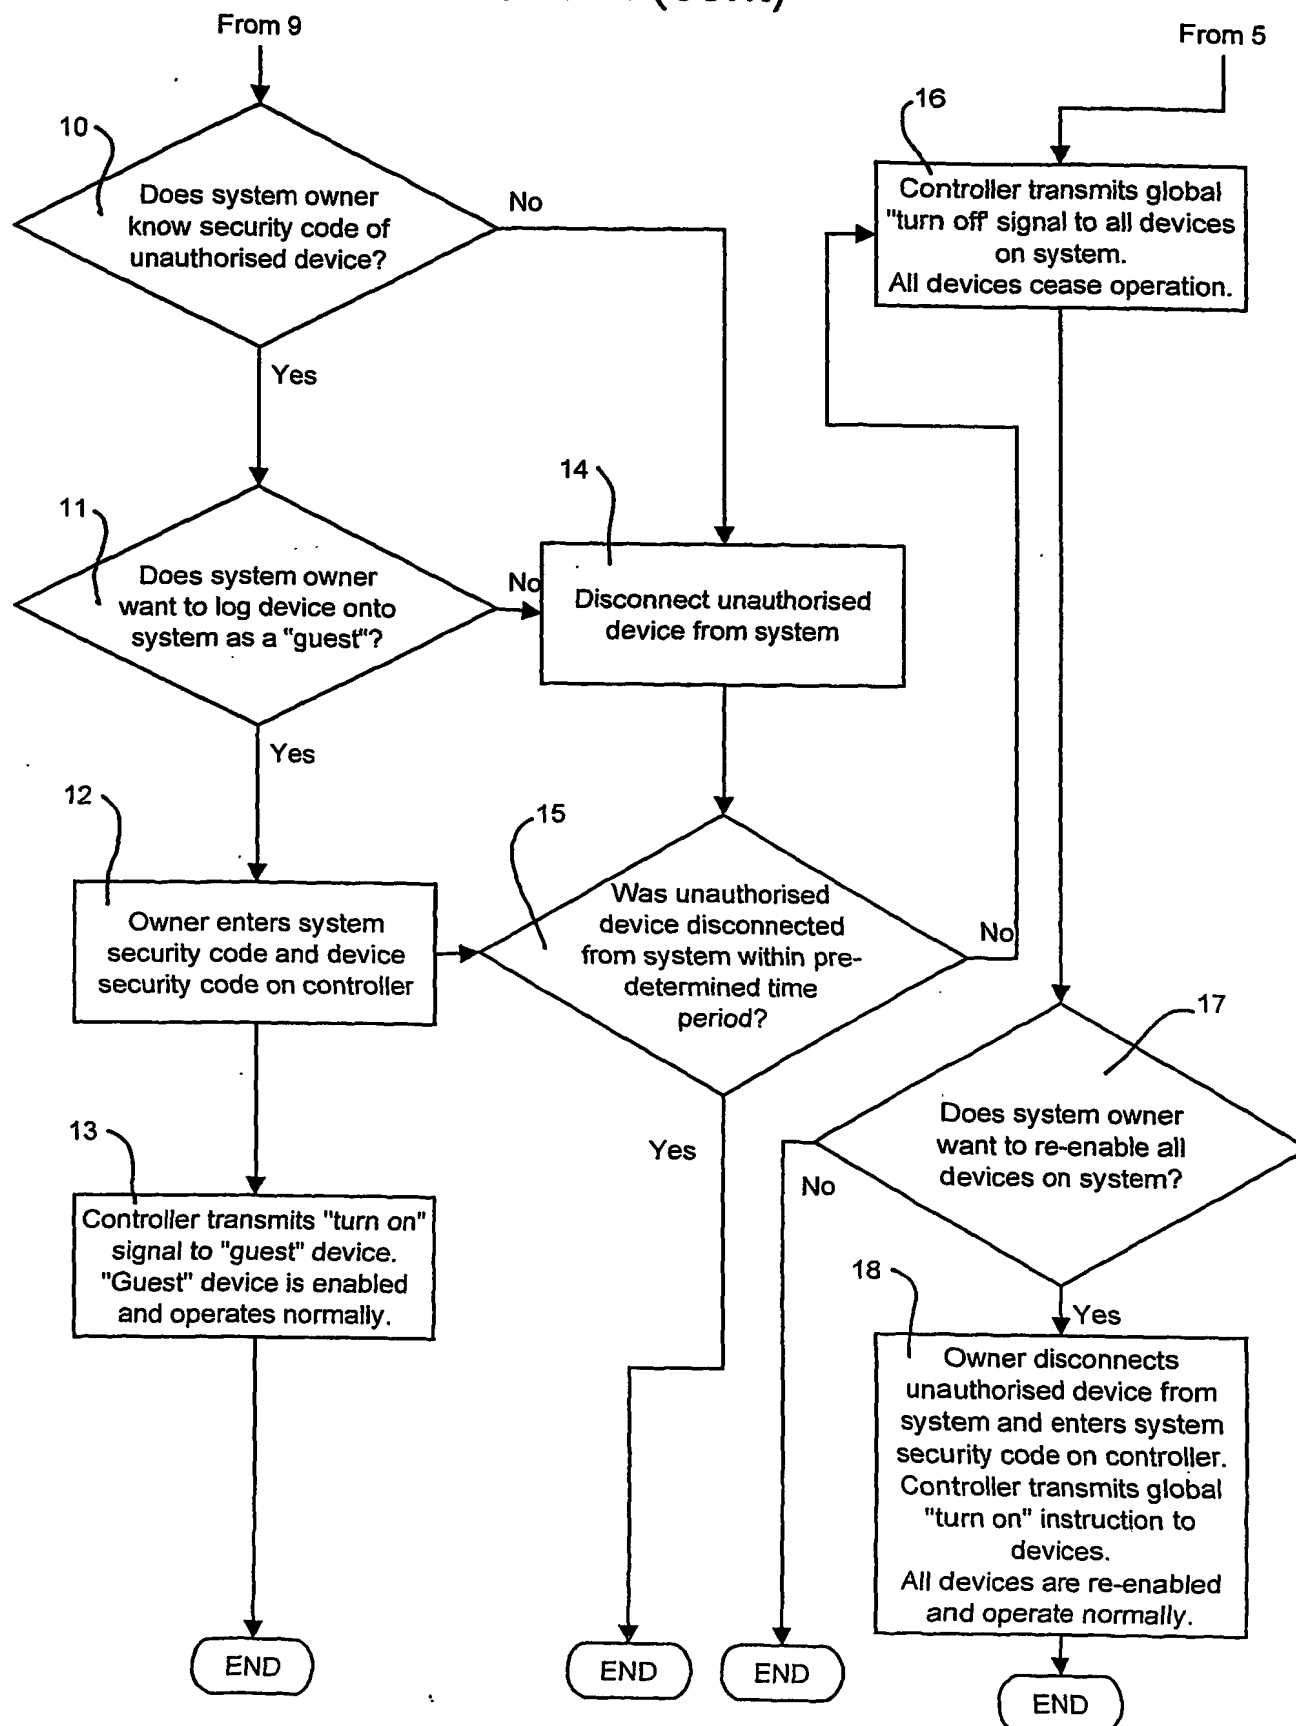 From 9
From 5
16
10
Does system owner
know security code of
unauthorised device?
No
Controller transmits global
"turn off" signal to all devices
on system.
All devices cease operation.
Yes
14
11
Does system owner
want to log device onto
system as a "guest"?
No
Disconnect unauthorised
device from system
Yes
12
15
Owner enters system
security code and device
security code on controller
Was unauthorised
device disconnected
from system within pre-
determined time
period?
No
17
13
Yes
Does system owner
want to re-enable all
devices on system?
No
Controller transmits "turn on"
signal to "guest" device.
"Guest" device is enabled
and operates normally.
18
Yes
Owner disconnects
unauthorised device from
system and enters system
security code on controller.
Controller transmits global
"turn on" instruction to
devices.
All devices are re-enabled
and operate normally.
END
END
END
END